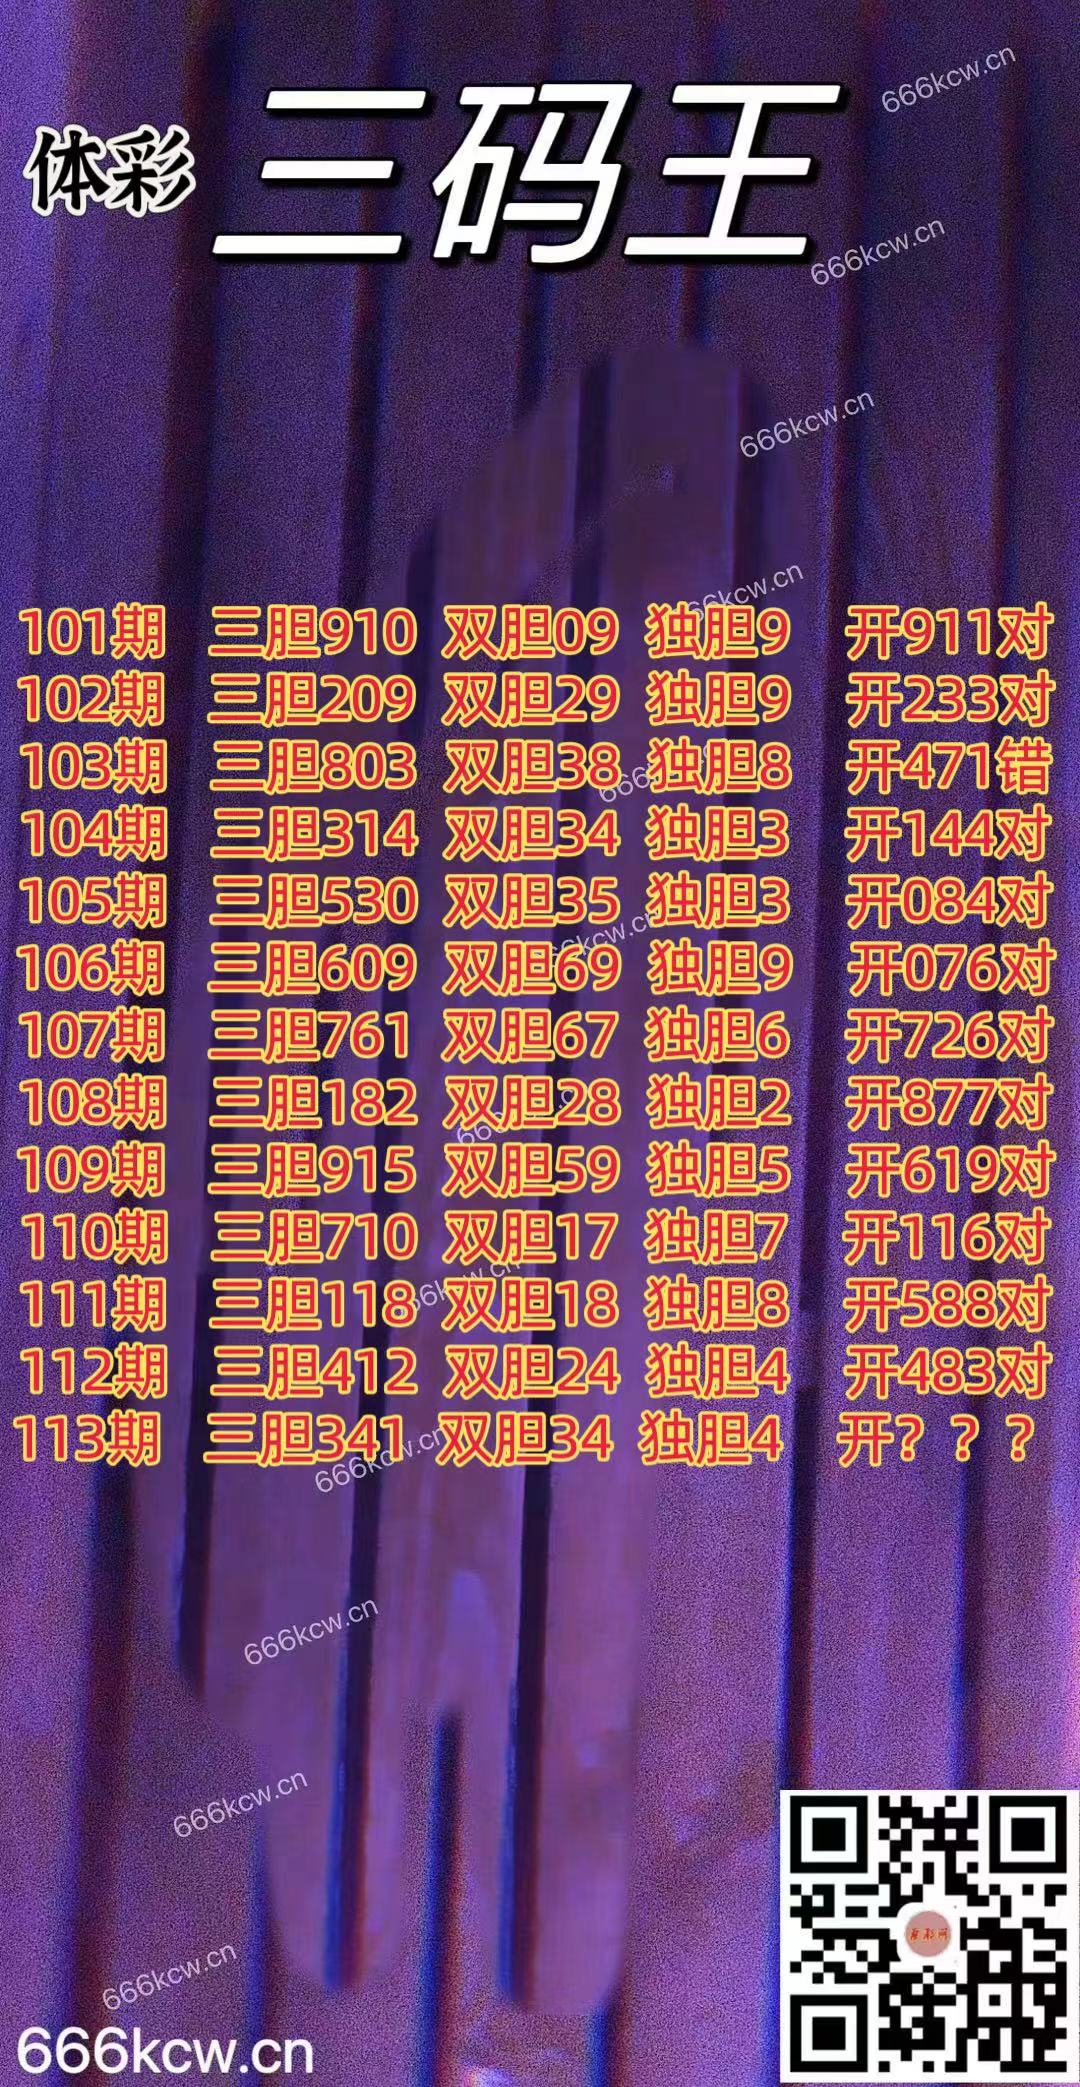 666kcw.cn
体彩 三码王
666kcw.cn
666kcw.cn
666kcw.cn
101期 三胆910 双胆09 独胆9 开911对
102期 三胆209 双胆29 独胆9 开233对
103期 三胆803 双胆38 独胆8 开471错
104期 三胆314 双胆34 独胆3 开144对
105期 三胆530 双胆35 独胆3 开084对
106期 三胆609 双胆69 独胆9 开076对
107期 三胆761 双胆67 独胆6 开726对
108期 三胆182 双胆28 独胆2 开877对
109期 三胆915 双胆59 独胆5 开619对
110期 三胆710 双胆17 独胆7 开116对
111期 三胆118 双胆18 独胆8 开588对
112期 三胆412 双胆24 独胆4 开483对
113期 三胆341 双胆34 独胆4 开？？？
666kcw.cn
666kcw.cn
666kcw.cn
666kcw.cn
666kcw.cn